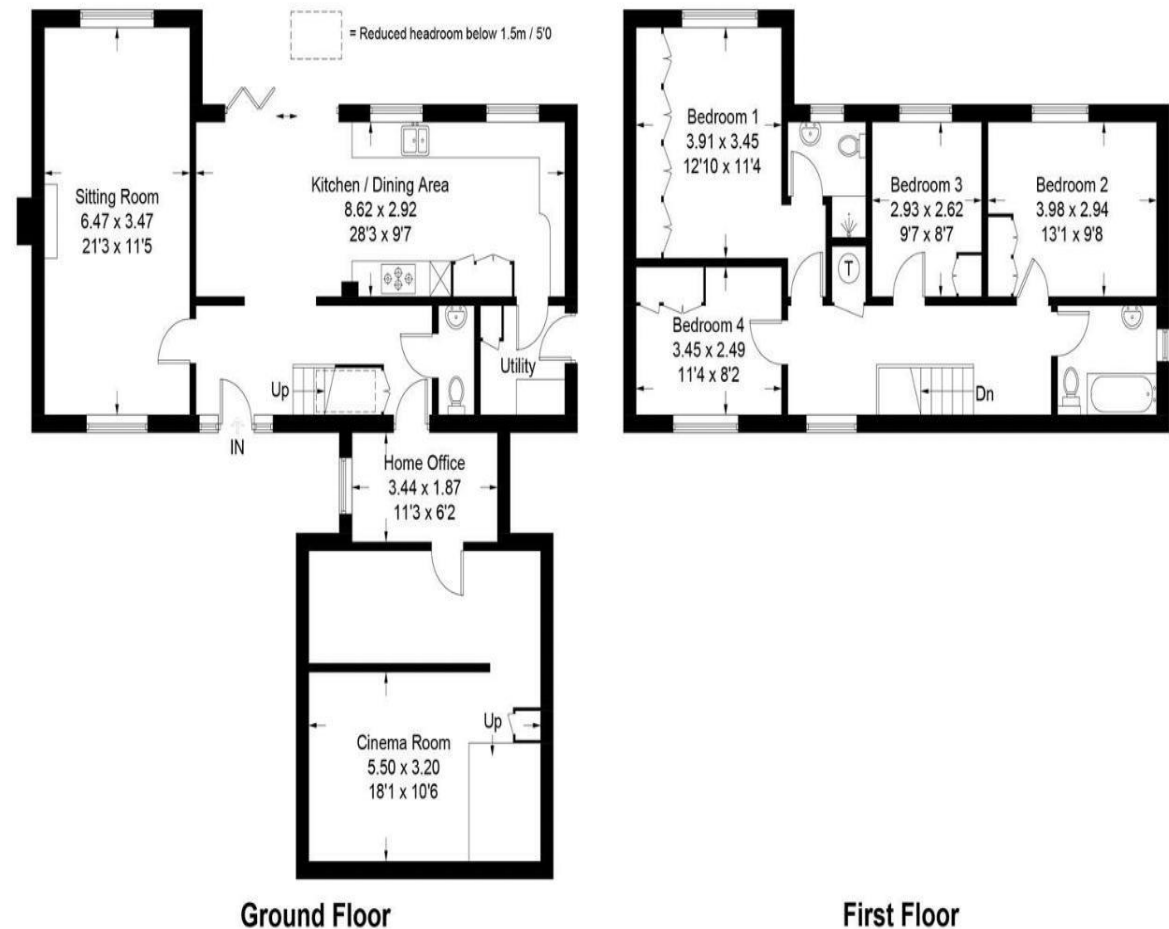 = Reduced headroom below 1.5m / 5'0
Sitting Room
6.47 x 3.47
21'3 x 11'5
Kitchen / Dining Area
8.62 x 2.92
28'3 x 9'7
Up
Utility
IN
Home Office
3.44 x 1.87
11'3 x 6'2
Cinema Room
5.50 x 3.20
18'1 x 10'6
Up
Ground Floor
Bedroom 1
3.91 x 3.45
12'10 x 11'4
Bedroom 3
2.93 x 2.62
9'7 x 8'7
Bedroom 2
3.98 x 2.94
13'1 x 9'8
T
Bedroom 4
3.45 x 2.49
11'4 x 8'2
Dn
First Floor